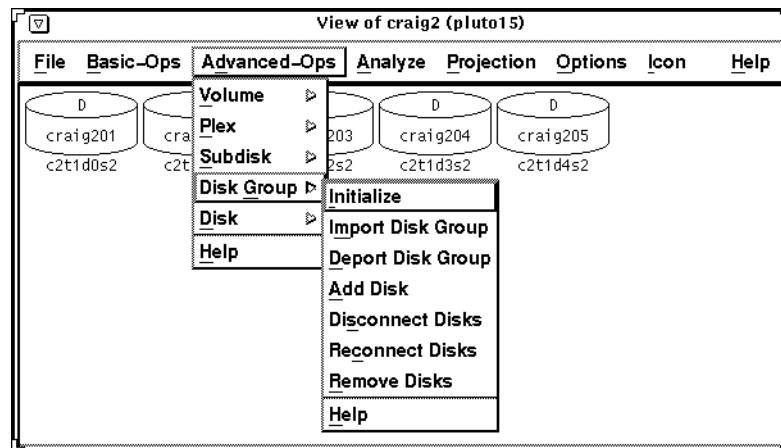 View of craig2 (pluto15)
File Basic-Ops Advanced-Ops Analyze Projection Options Icon Help
D D D
craig201 cra 203 craig204 craig205
c2t1d0s2 c2t 2s2 c2t1d3s2 c2t1d4s2
Volume
Plex
Subdisk
Disk Group
Disk
Help
Initialize
Import Disk Group
Deport Disk Group
Add Disk
Disconnect Disks
Reconnect Disks
Remove Disks
Help